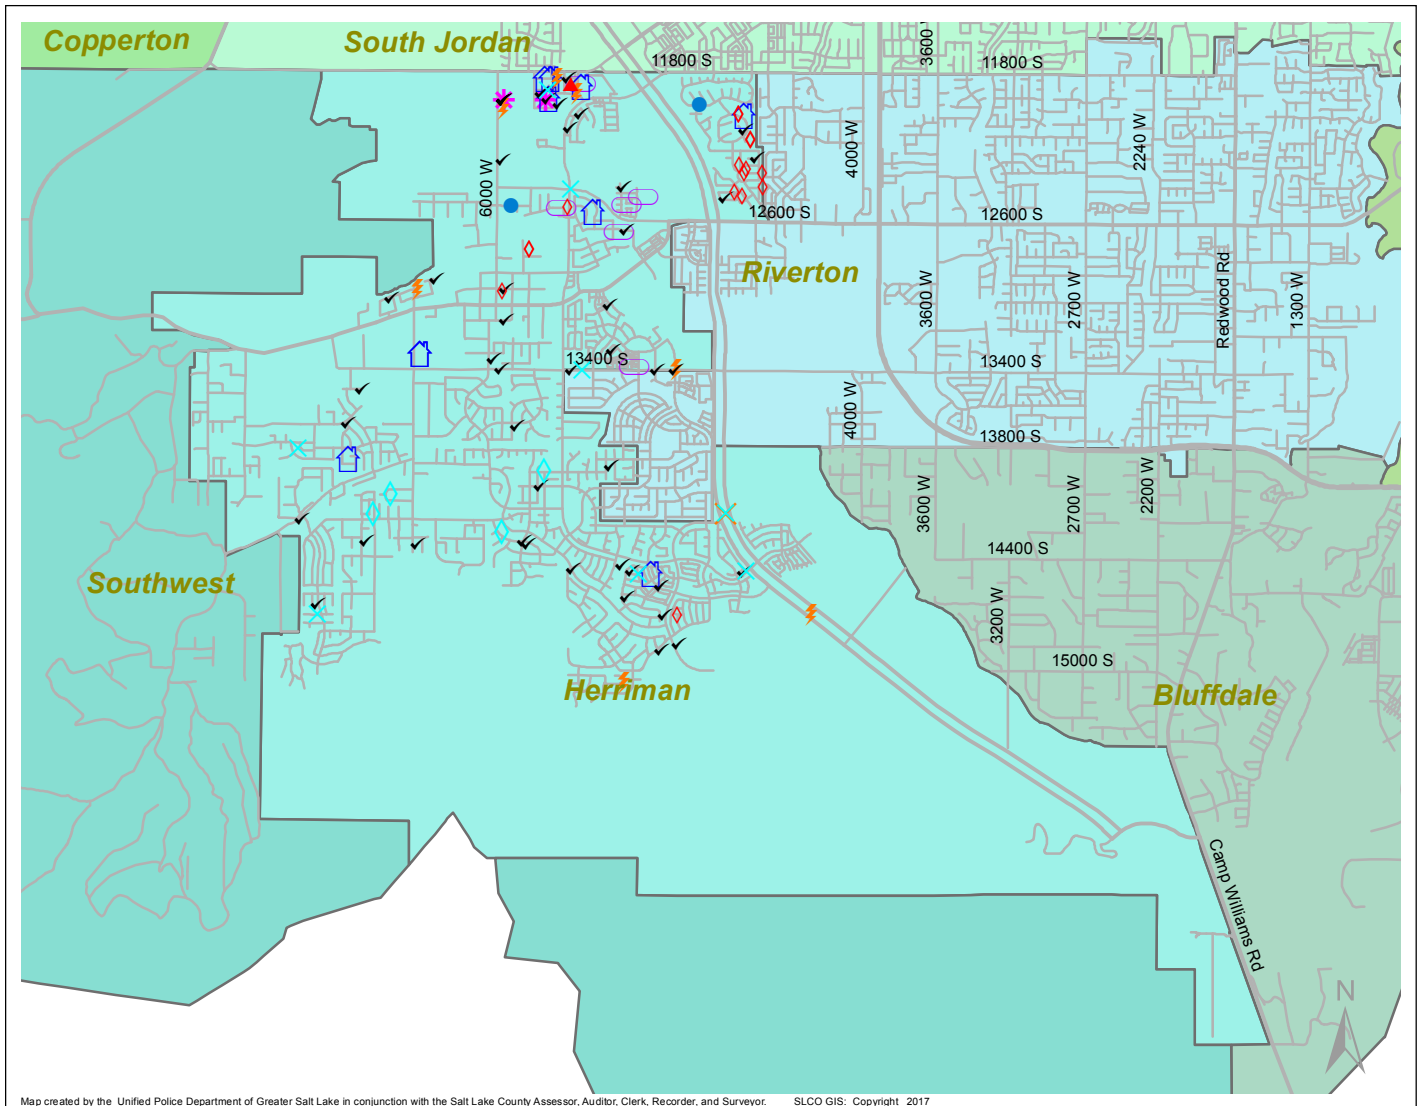 Copperton
South Jordan
3600
11800 S
11800 S
4000 W
2240 W
6000 W
12600 S
12600 S
Riverton
3600 W
2700 W
Redwood Rd
1300 W
13400 S
13400 S
4000 W
13800 S
3600 W
2700 W
2200 W
14400 S
Southwest
3200 W
15000 S
Herriman
Bluffdale
Camp Williams Rd
N
Map created by the Unified Police Department of Greater Salt Lake in conjunction with the Salt Lake County Assessor, Auditor, Clerk, Recorder, and Surveyor. SLCO GIS: Copyright 2017